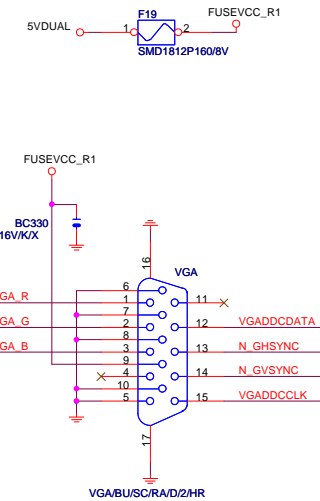 F19
FUSEVCC_R1
5VDUAL
1
2
SMD1812P160/8V
FUSEVCC_R1
BC330
16V/K/X
16
VGA
6
GA_R
1
11
7
GA_G
2
12
VGADDCDATA
8
GA_B
3
13
N_GHSYNC
9
4
14
N_GVSYNC
10
5
15
VGADDCCLK
17
VGA/BU/SC/RA/D/2/HR